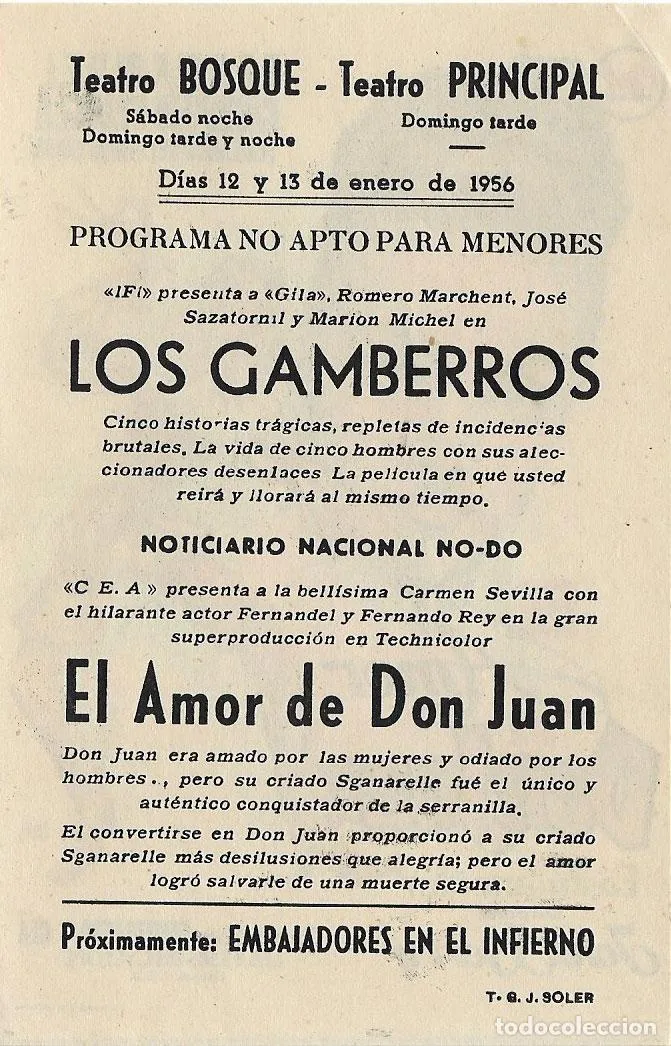 Teatro BOSQUE - Teatro PRINCIPAL
Sábado noche
Domingo tarde y noche
Domingo tarde
Días 12 y 13 de enero de 1956
PROGRAMA NO APTO PARA MENORES
«IFI» presenta a «Gila», Romero Marchent, José
Sazatornil y Marion Michel en
LOS GAMBERROS
Cinco historias trágicas, repletas de incidencias
brutales. La vida de cinco hombres con sus alec-
cionadores desenlaces La película en que usted
reirá y llorará al mismo tiempo.
NOTICIARIO NACIONAL NO-DO
«C E. A» presenta a la bellísima Carmen Sevilla con
el hilarante actor Fernandel y Fernando Rey en la gran
superproducción en Technicolor
El Amor de Don Juan
Don Juan era amado por las mujeres y odiado por los
hombres.., pero su criado Sganarelle fué el único y
auténtico conquistador de la serranilla.
El convertirse en Don Juan proporcionó a su criado
Sganarelle más desilusiones que alegría; pero el amor
logró salvarle de una muerte segura.
Próximamente: EMBAJADORES EN EL INFIERNO
T. G. J. SOLER
todocoleccion